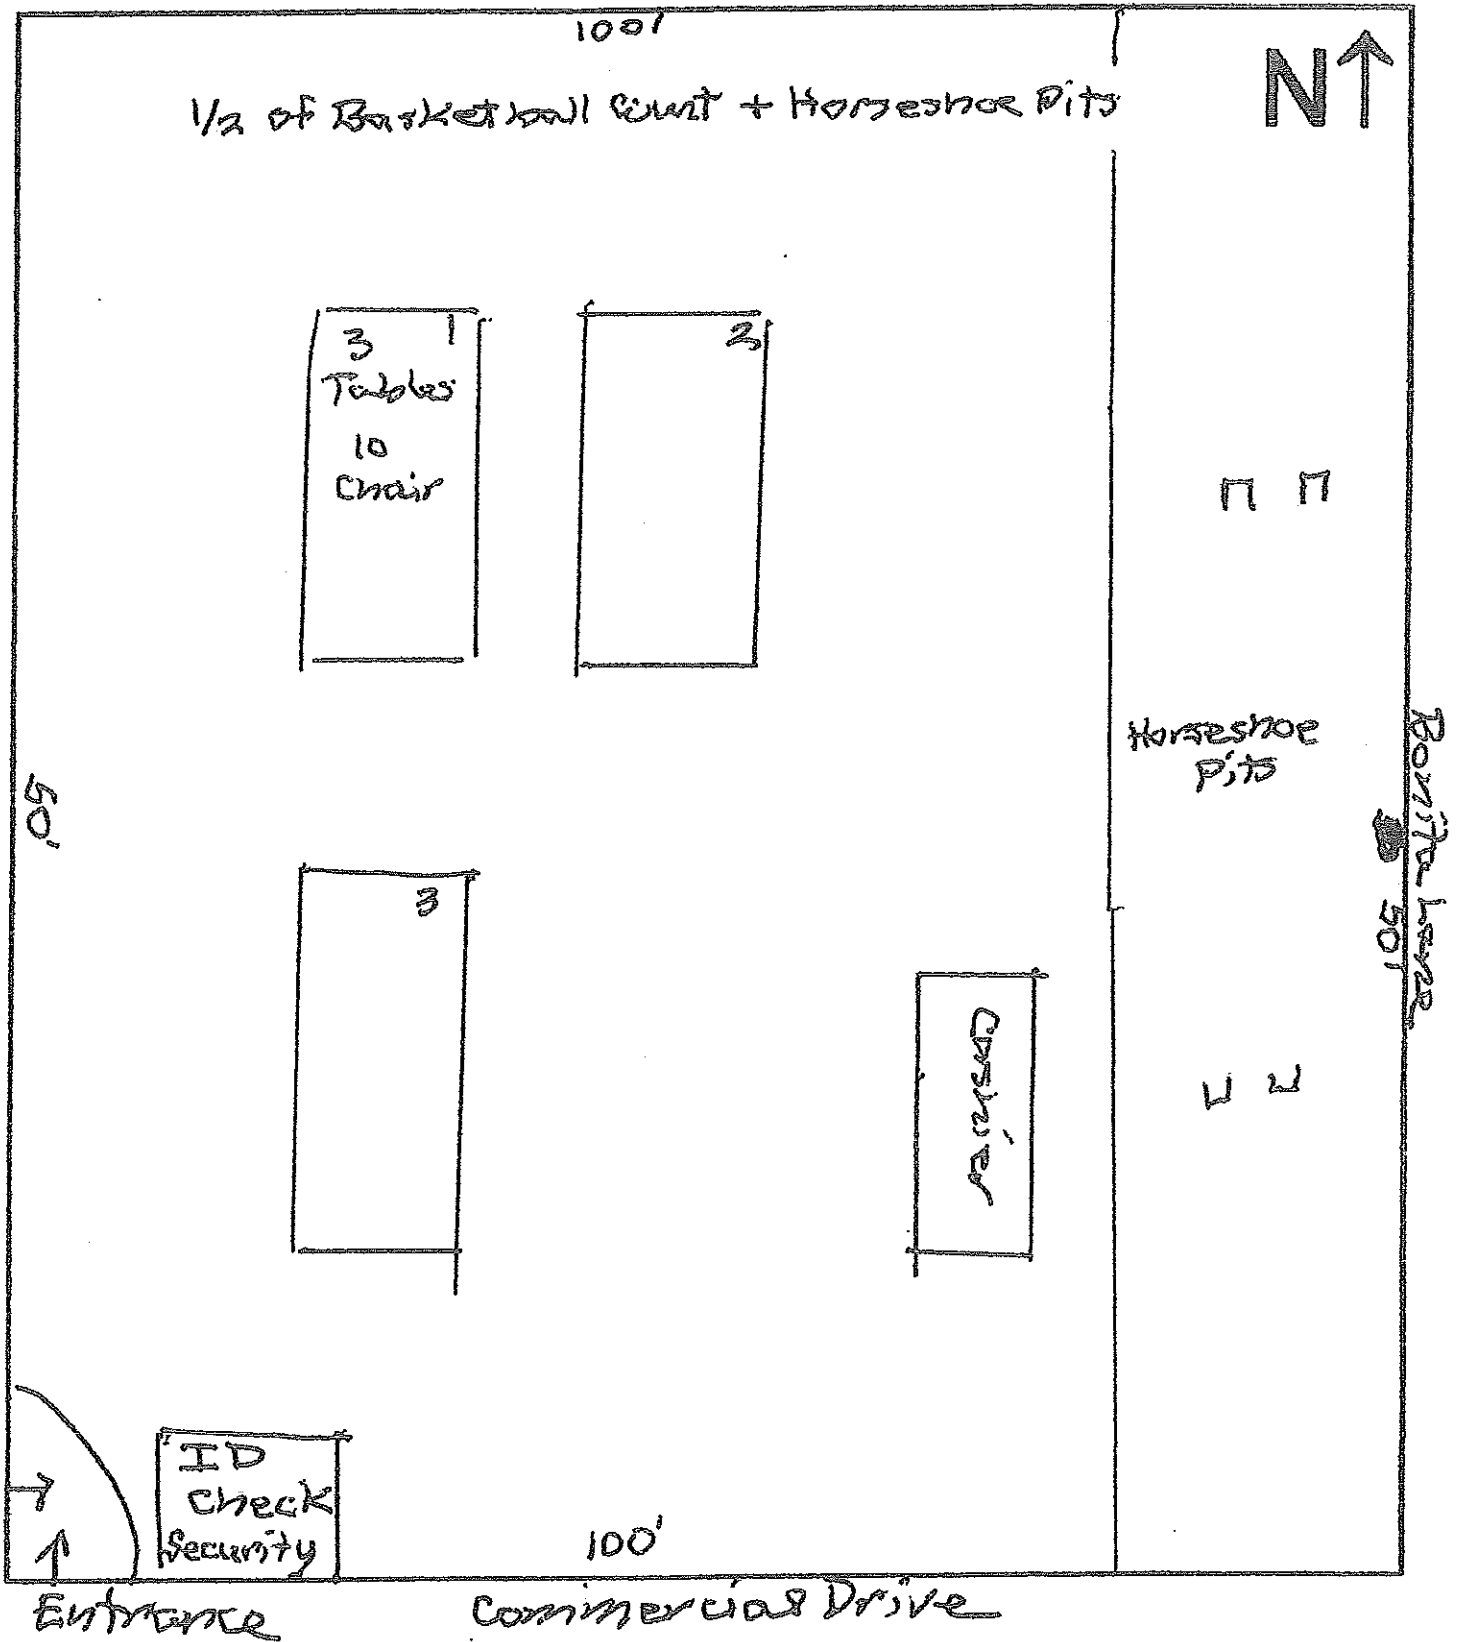 100'
N
1/2 of Basketball Court + Horseshoe Pits
3
1
Tables
10
Chair
2
Horseshoe
Pits
50'
Bonita Lane
50'
3
Cashier
ID
Check
Security
100'
Entrance
Commercial Drive